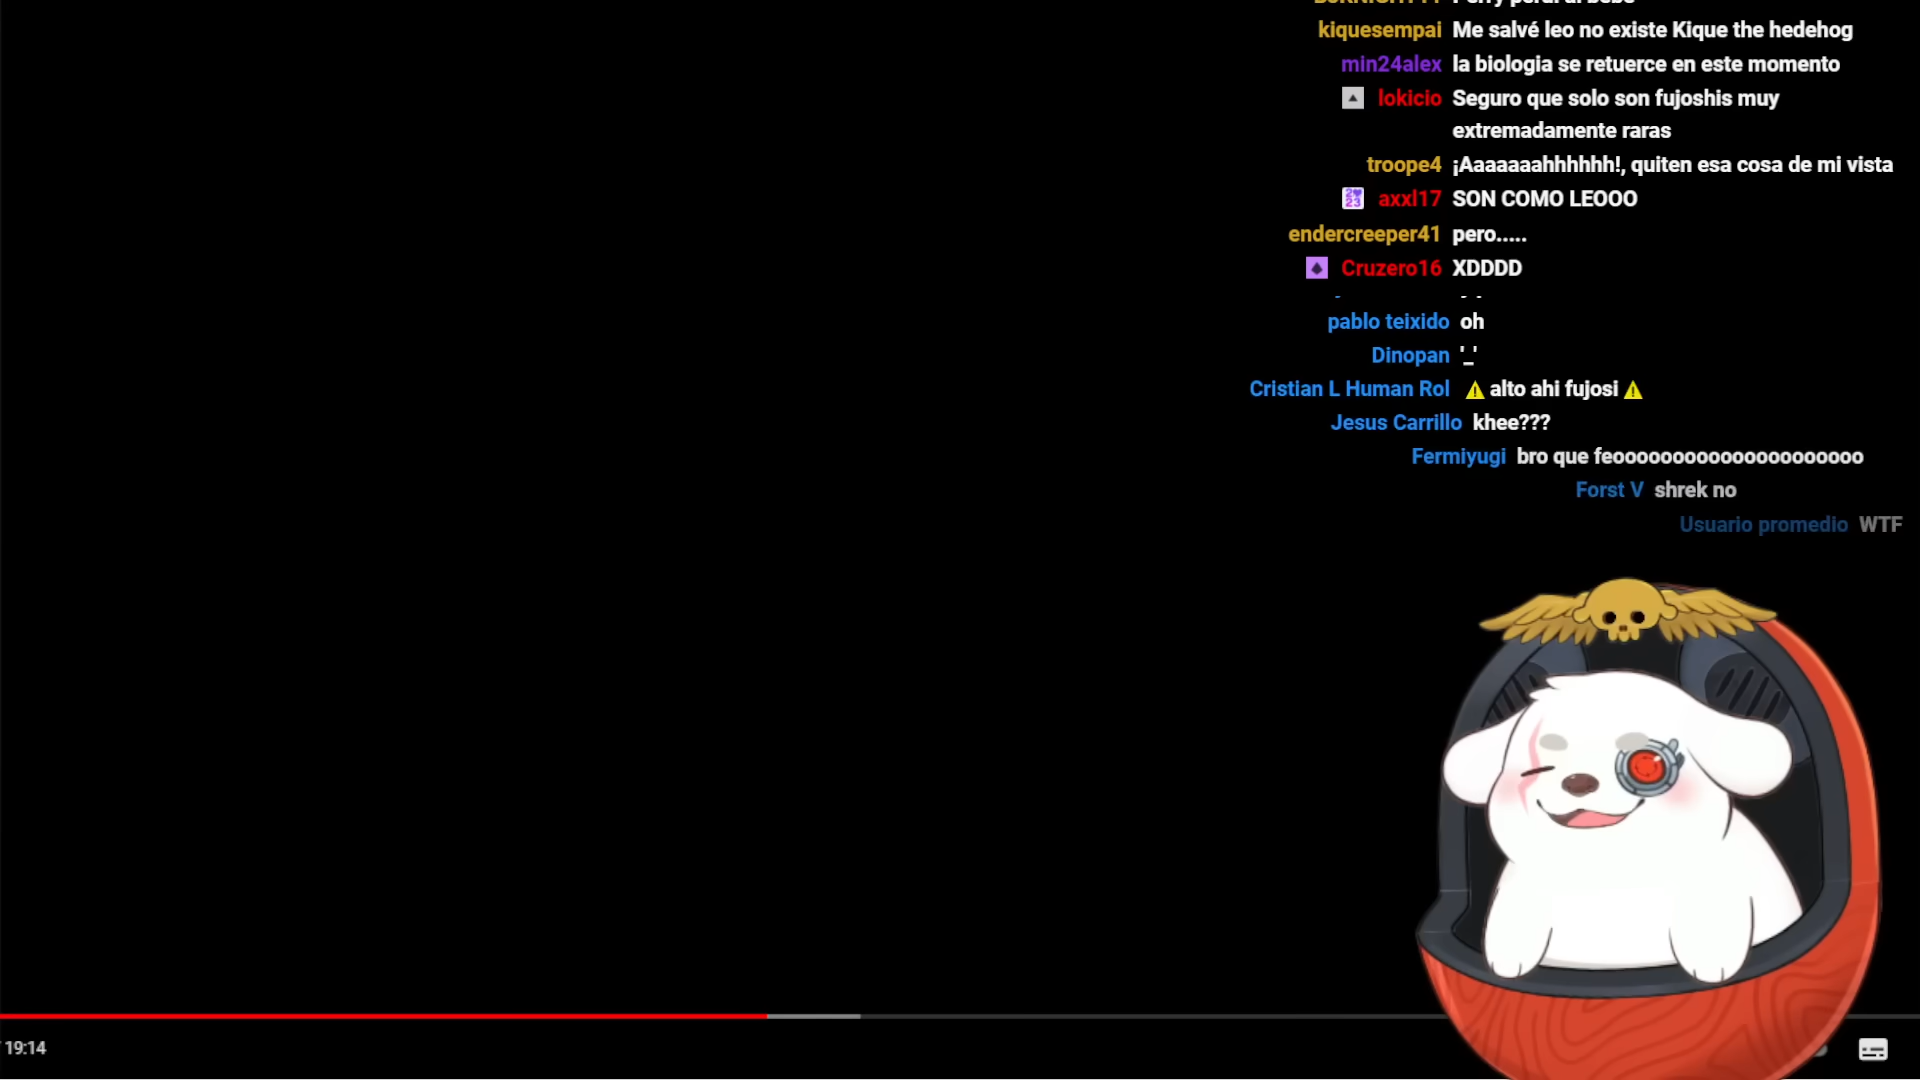 kiquesempai Me salvé leo no existe Kique the hedehog
min24alex la biologia se retuerce en este momento
lokicio Seguro que solo son fujoshis muy
extremadamente raras
troope4 ¡Aaaaaaahhhhhh!, quiten esa cosa de mi vista
axxl17 SON COMO LEOOO
endercreeper41 pero.....
Cruzero16 XDDDD
pablo teixido oh
Dinopan '_'
Cristian L Human Rol ⚠ alto ahi fujosi ⚠
Jesus Carrillo khee???
Fermiyugi bro que feooooooooooooooooooooo
Forst V shrek no
Usuario promedio WTF
19:14